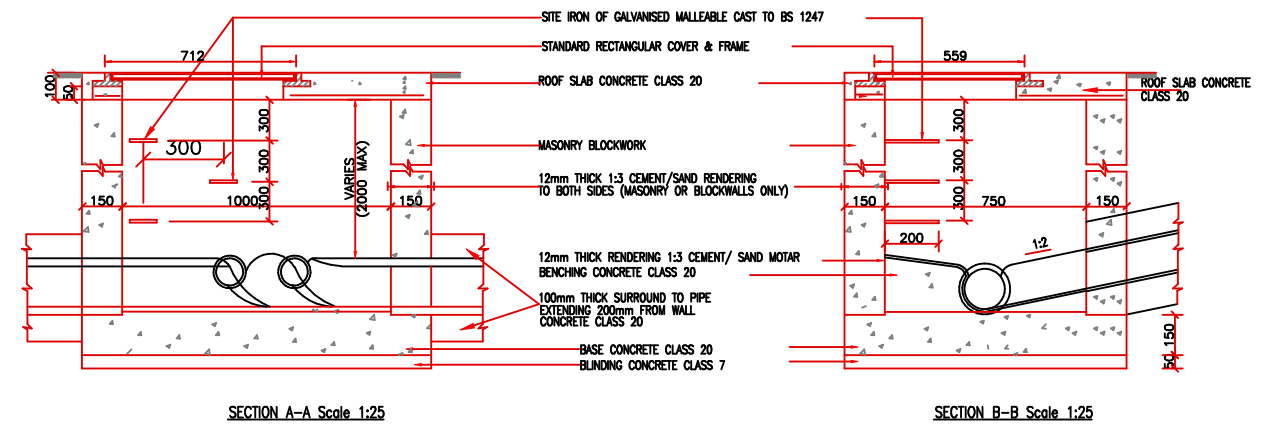 SITE IRON OF GALVANISED MALLEABLE CAST TO BS 1247
STANDARD RECTANGULAR COVER & FRAME
712
559
100
50
ROOF SLAB CONCRETE CLASS 20
ROOF SLAB CONCRETE
CLASS 20
300
300
300
300
VARIES
(2000 MAX)
MASONRY BLOCKWORK
300
300
300
12mm THICK 1:3 CEMENT/SAND RENDERING
TO BOTH SIDES (MASONRY OR BLOCKWALLS ONLY)
150
1000
150
150
750
150
200
1:2
12mm THICK RENDERING 1:3 CEMENT/ SAND MOTAR
BENCHING CONCRETE CLASS 20
100mm THICK SURROUND TO PIPE
EXTENDING 200mm FROM WALL
CONCRETE CLASS 20
BASE CONCRETE CLASS 20
BLINDING CONCRETE CLASS 7
150
50
SECTION A-A Scale 1:25
SECTION B-B Scale 1:25